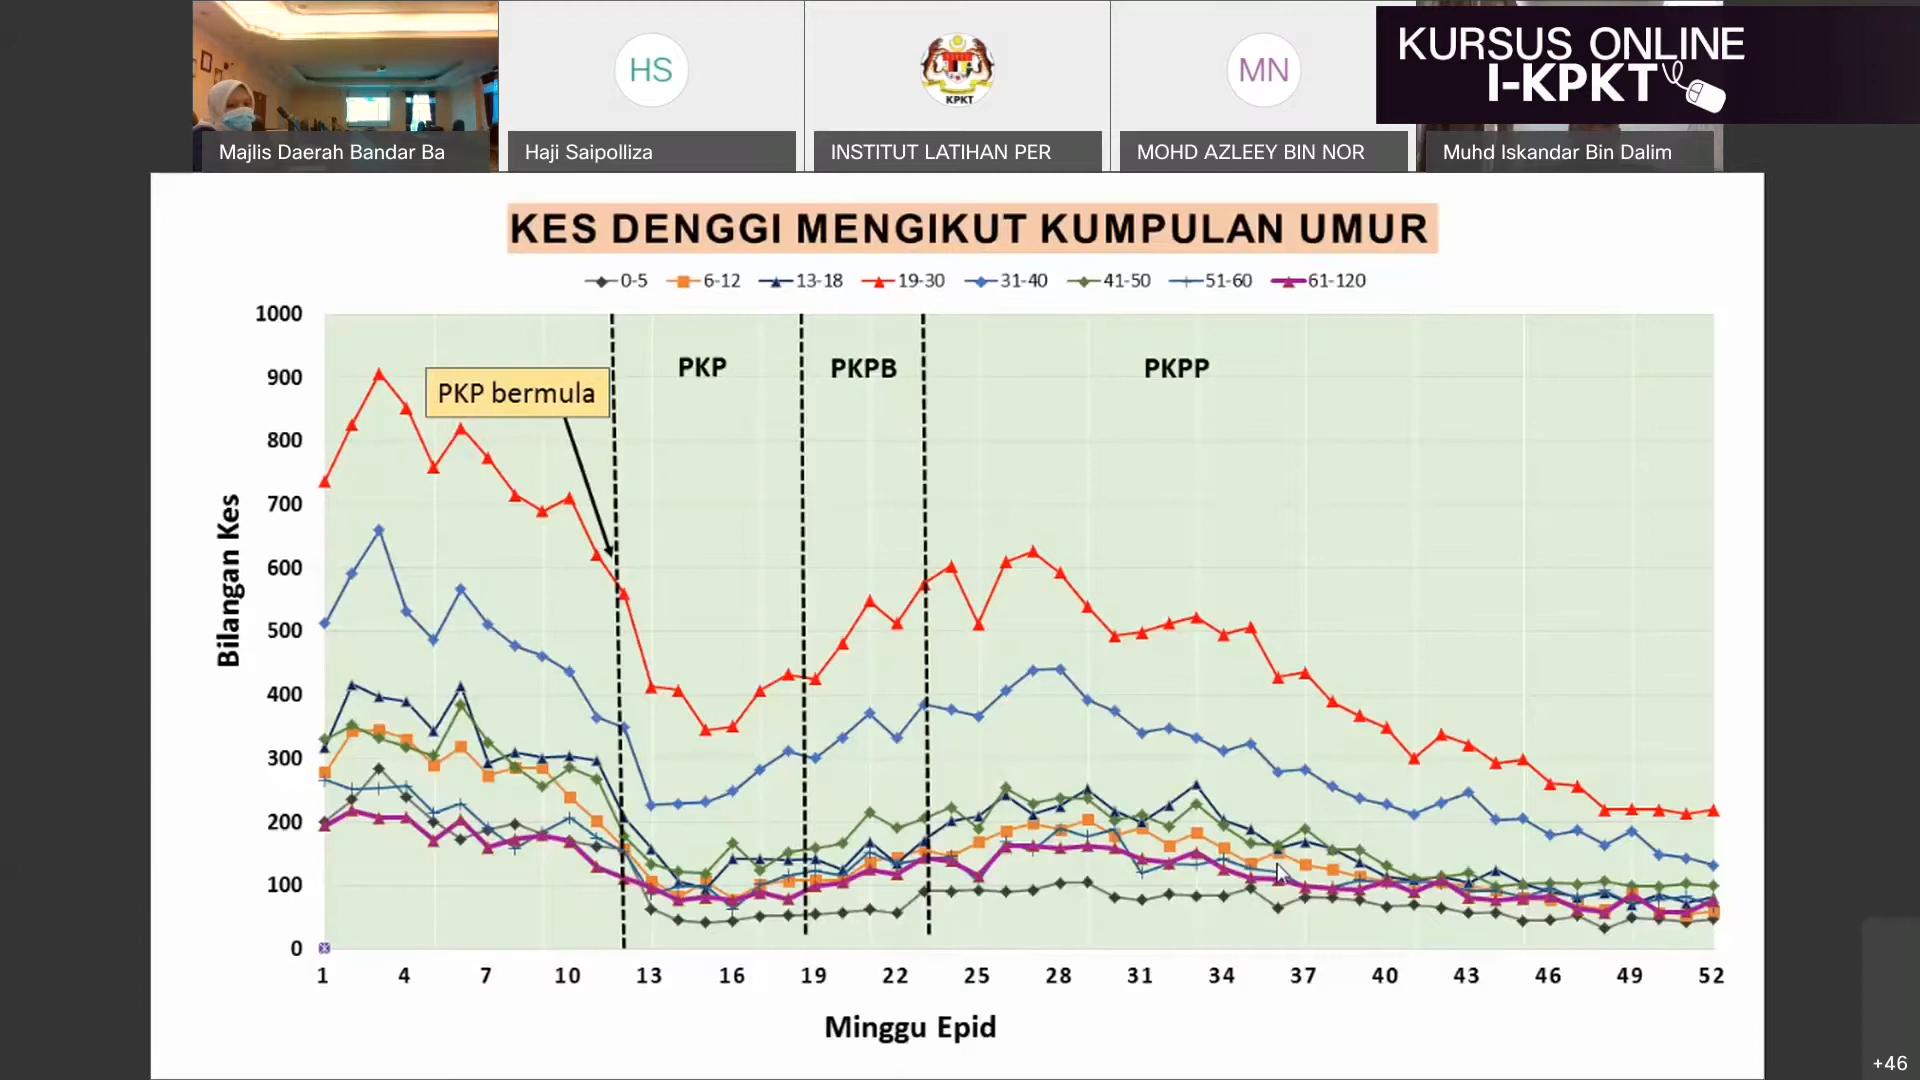 HS
KPKT
MN
KURSUS ONLINE
I-KPKT
Majlis Daerah Bandar Ba
Haji Saipolliza
INSTITUT LATIHAN PER
MOHD AZLEEY BIN NOR
Muhd Iskandar Bin Dalim
KES DENGGI MENGIKUT KUMPULAN UMUR
0-5 6-12 13-18 19-30 31-40 41-50 51-60 61-120
1000
900
800
700
600
500
400
300
200
100
0
Bilangan Kes
PKP bermula
PKP
PKPB
PKPP
1 4 7 10 13 16 19 22 25 28 31 34 37 40 43 46 49 52
Minggu Epid
+46